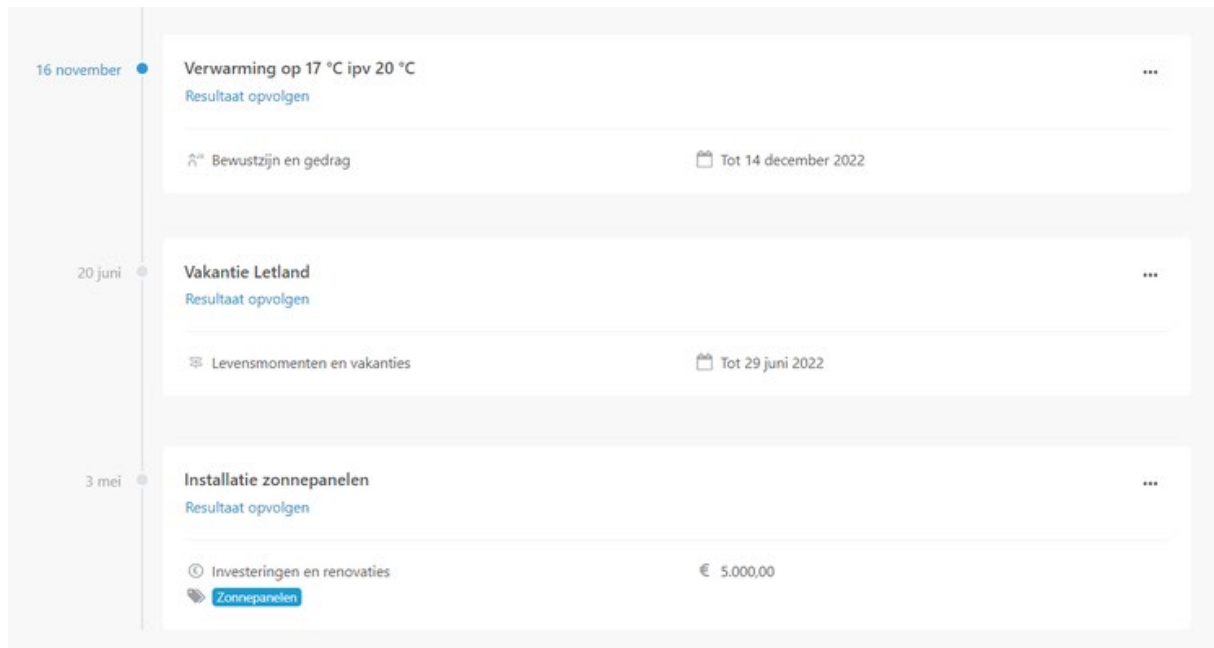 16 november
Verwarming op 17 °C ipv 20 °C
Resultaat opvolgen
Bewustzijn en gedrag
Tot 14 december 2022
20 juni
Vakantie Letland
Resultaat opvolgen
Levensmomenten en vakanties
Tot 29 juni 2022
3 mei
Installatie zonnepanelen
Resultaat opvolgen
Investeringen en renovaties
€ 5.000,00
Zonnepanelen